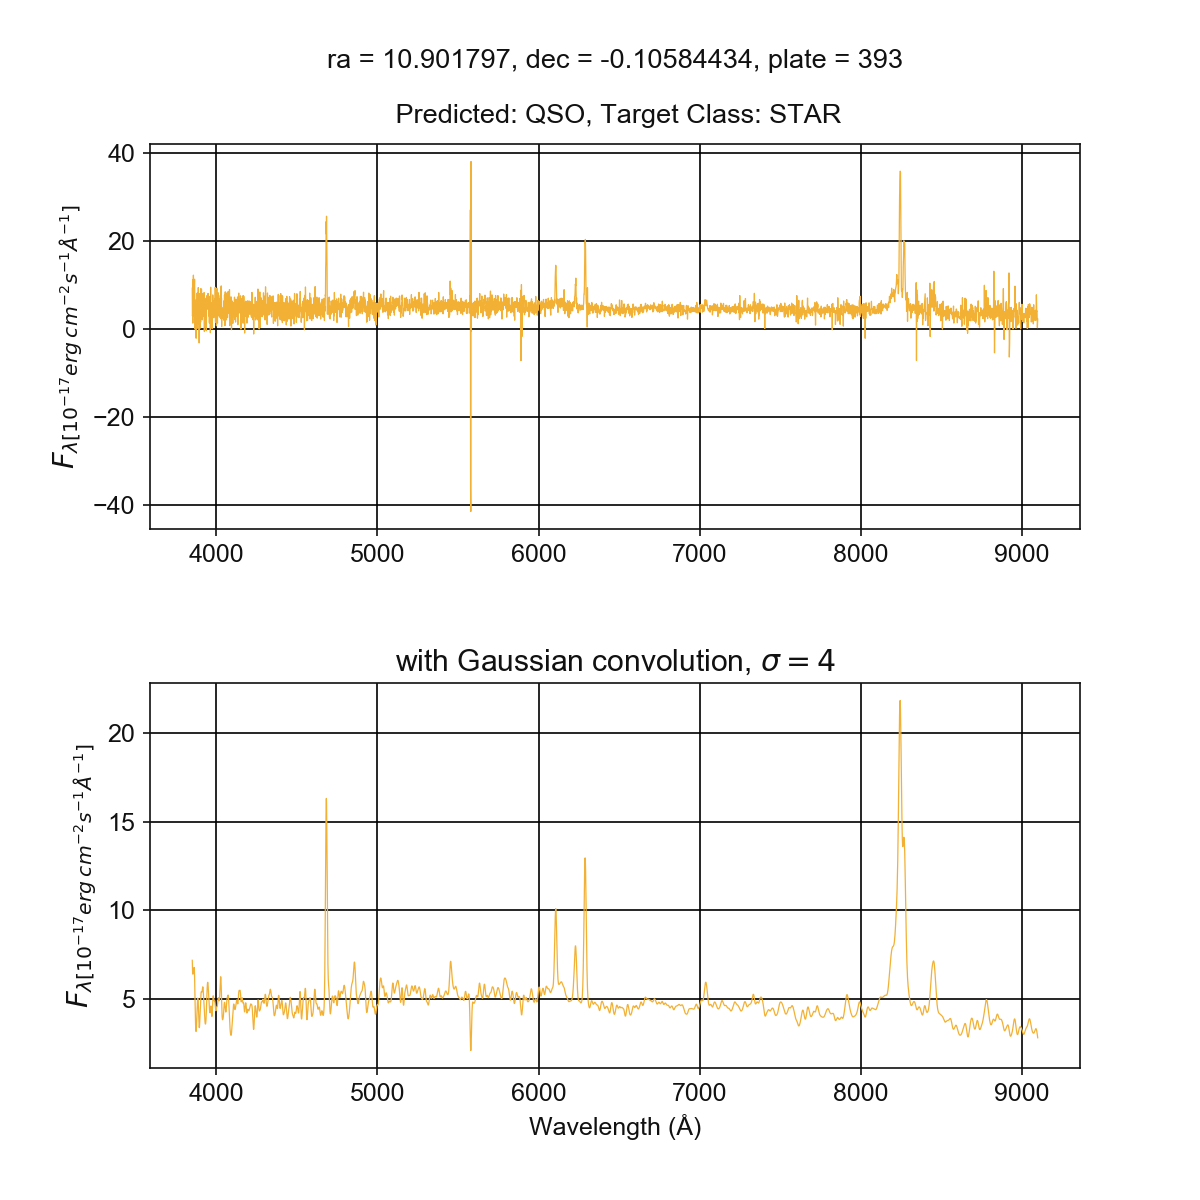 ra = 10.901797, dec = -0.10584434, plate = 393
Predicted: QSO, Target Class: STAR
40
20
0
−20
−40
F_{λ[10^{−17}erg cm^{−2}s^{−1}Å^{−1}]}
4000 5000 6000 7000 8000 9000
with Gaussian convolution, σ = 4
20
15
10
5
F_{λ[10^{−17}erg cm^{−2}s^{−1}Å^{−1}]}
4000 5000 6000 7000 8000 9000
Wavelength (Å)